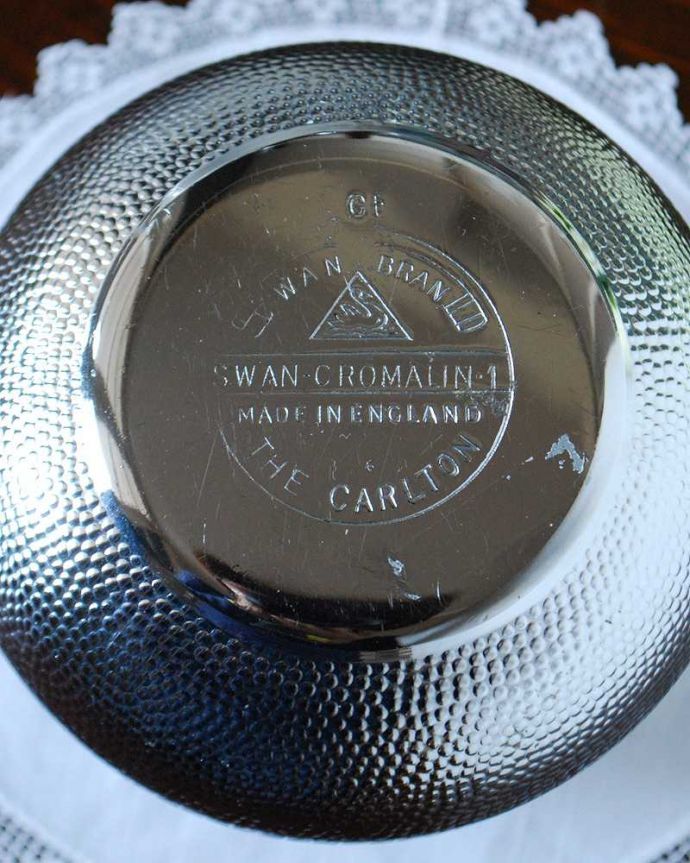 SWAN BRAND
SWAN·CROMALIN·1
MADE IN ENGLAND
THE CARLTON